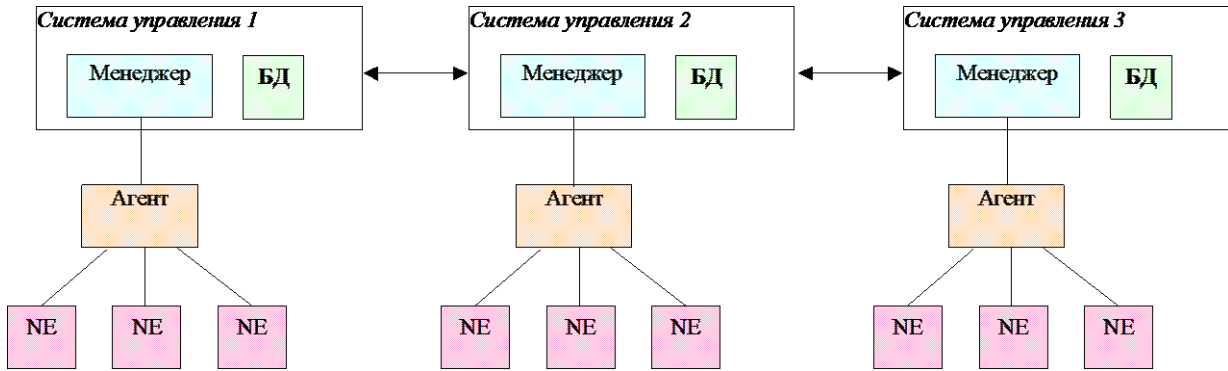 Система управления 1
Система управления 2
Система управления 3
Менеджер
БД
Менеджер
БД
Менеджер
БД
Агент
Агент
Агент
NE
NE
NE
NE
NE
NE
NE
NE
NE